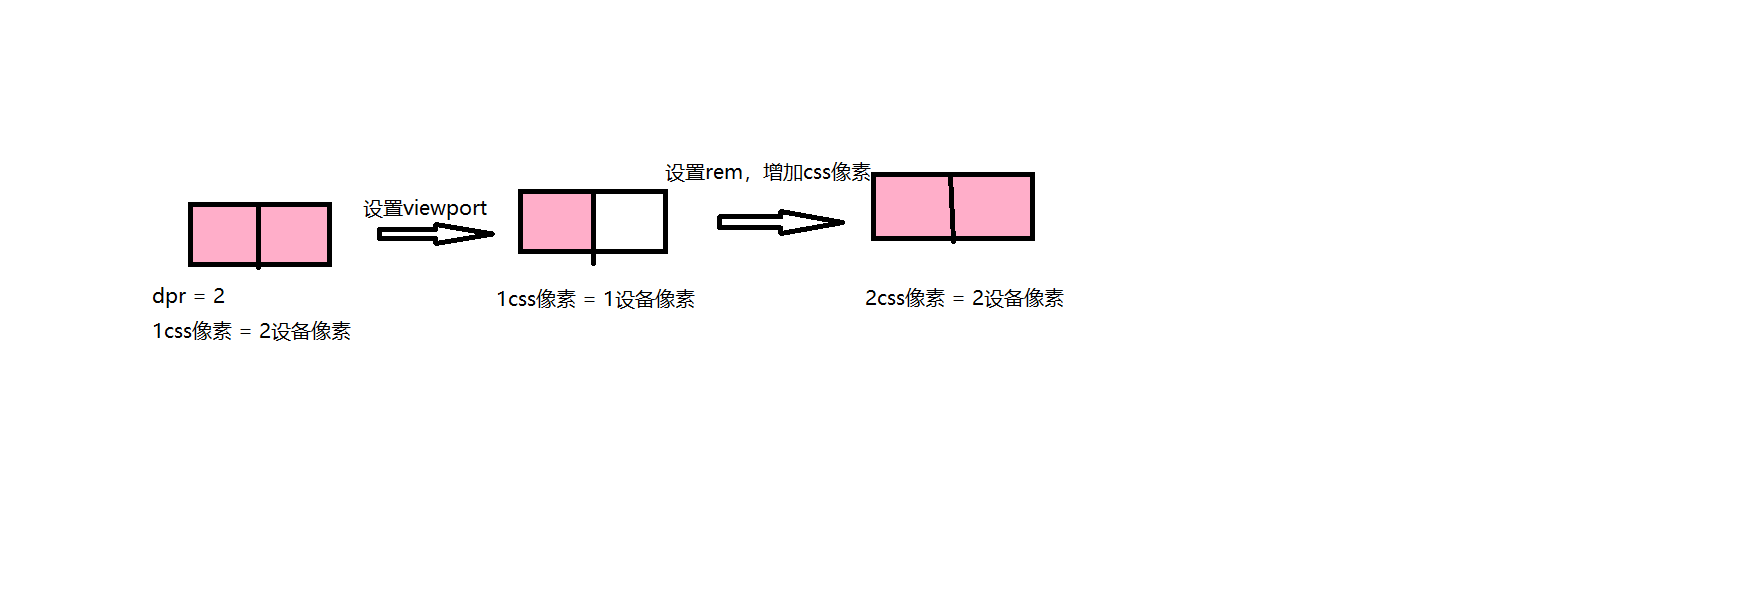 设置viewport
设置rem，增加css像素
dpr = 2
1css像素 = 2设备像素
1css像素 = 1设备像素
2css像素 = 2设备像素